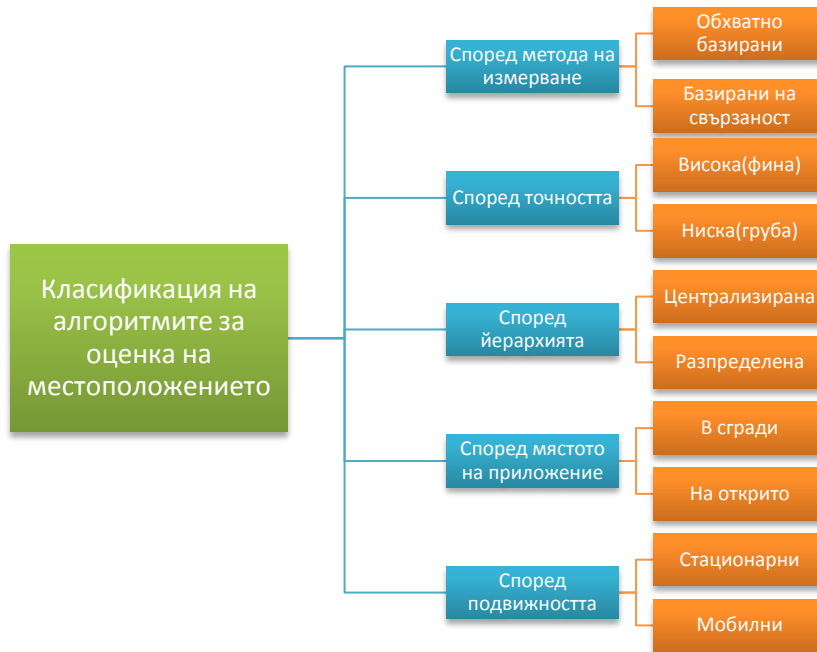 Класификация на
алгоритмите за
оценка на
местоположението
Според метода на
измерване
Обхватно
базирани
Базирани на
свързаност
Според точността
Висока(фина)
Ниска(груба)
Според
йерархията
Централизирана
Разпределена
Според мястото
на приложение
В сгради
На открито
Според
подвижността
Стационарни
Мобилни